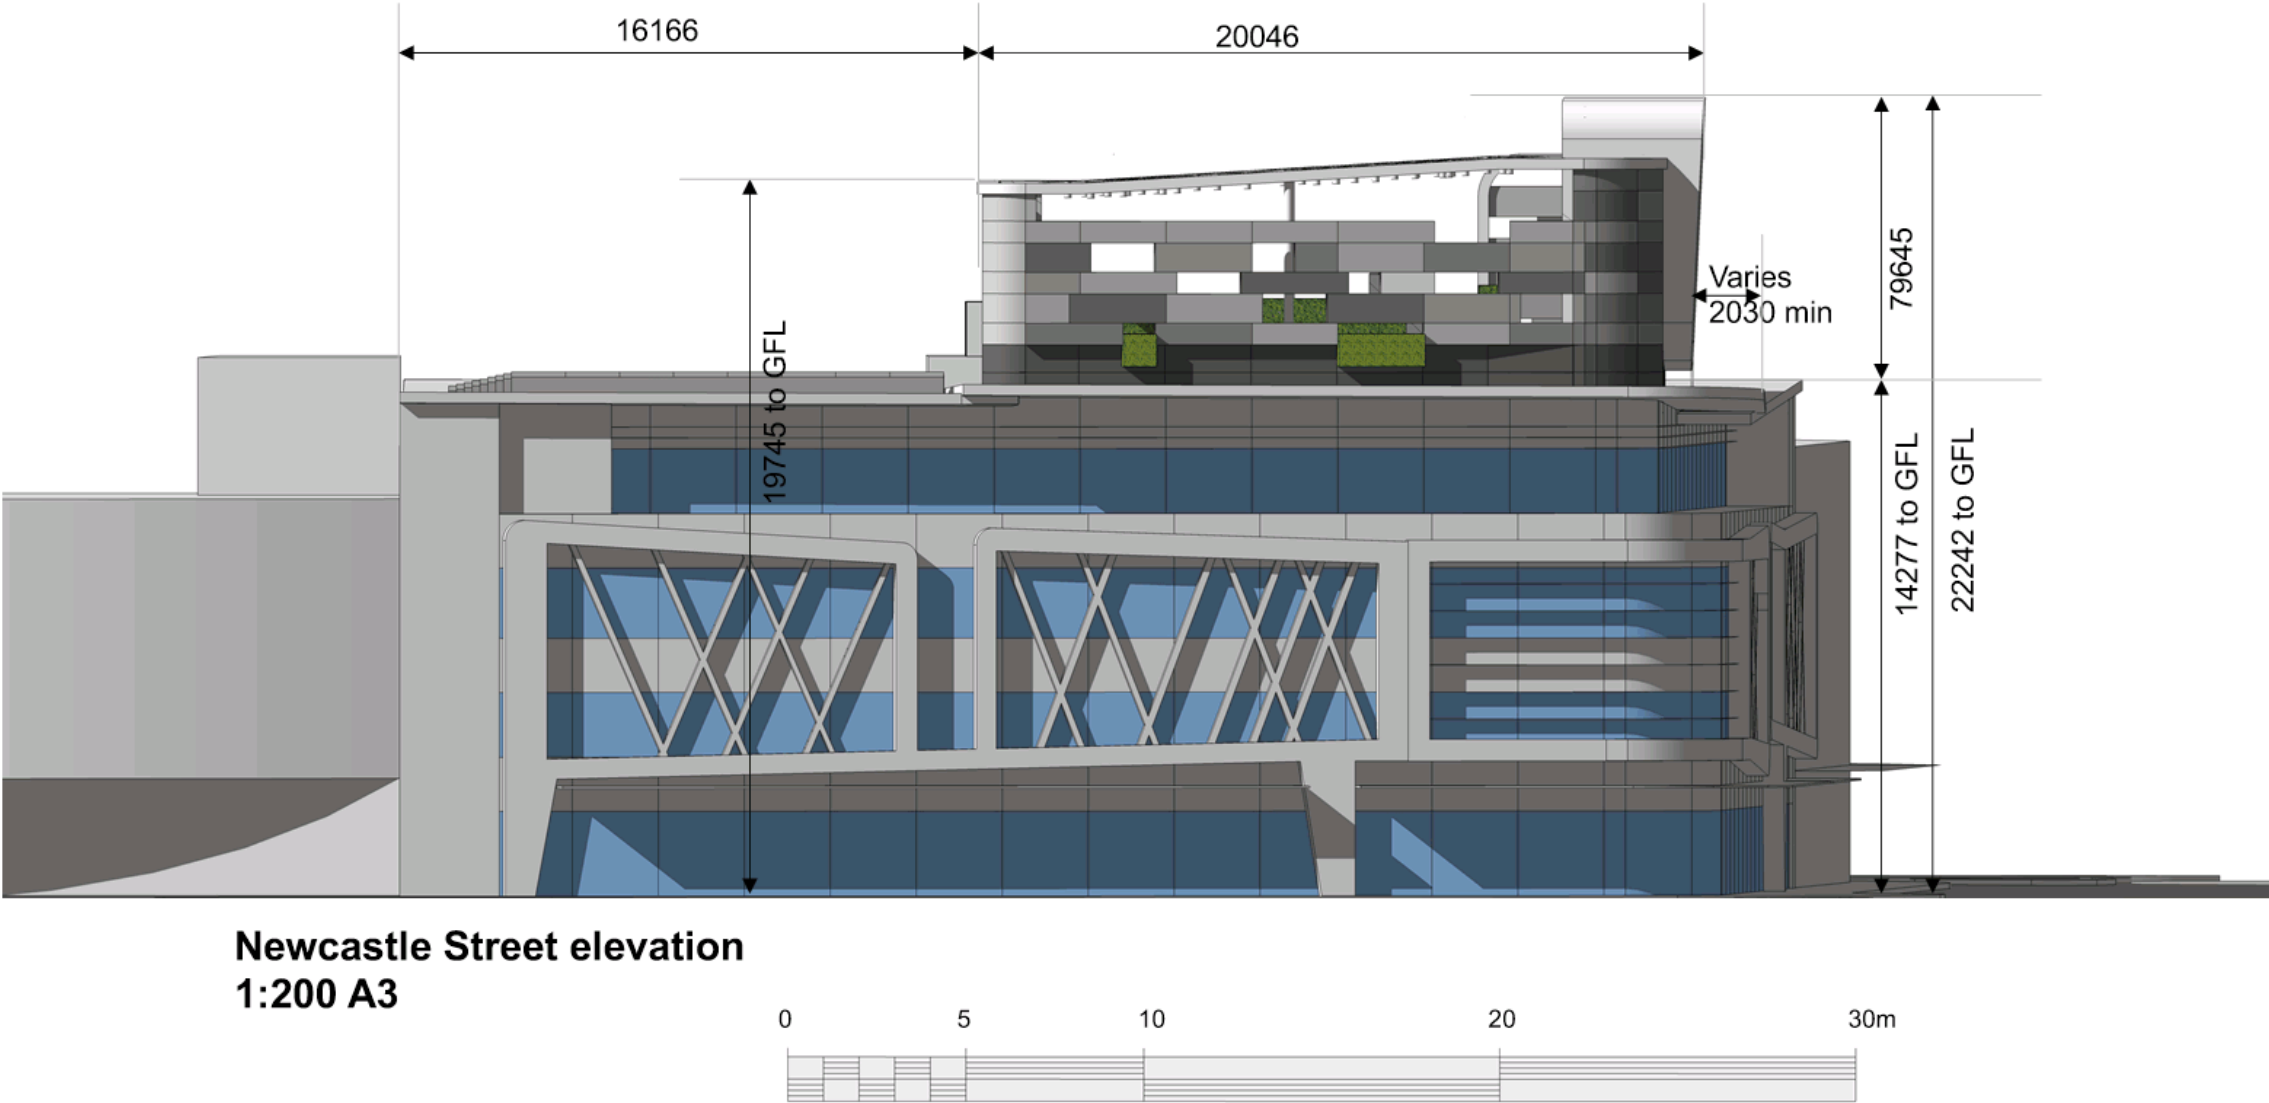 16166
20046
79645
Varies
2030 min
19745 to GFL
14277 to GFL
22242 to GFL
Newcastle Street elevation
1:200 A3
0 5 10 20 30m